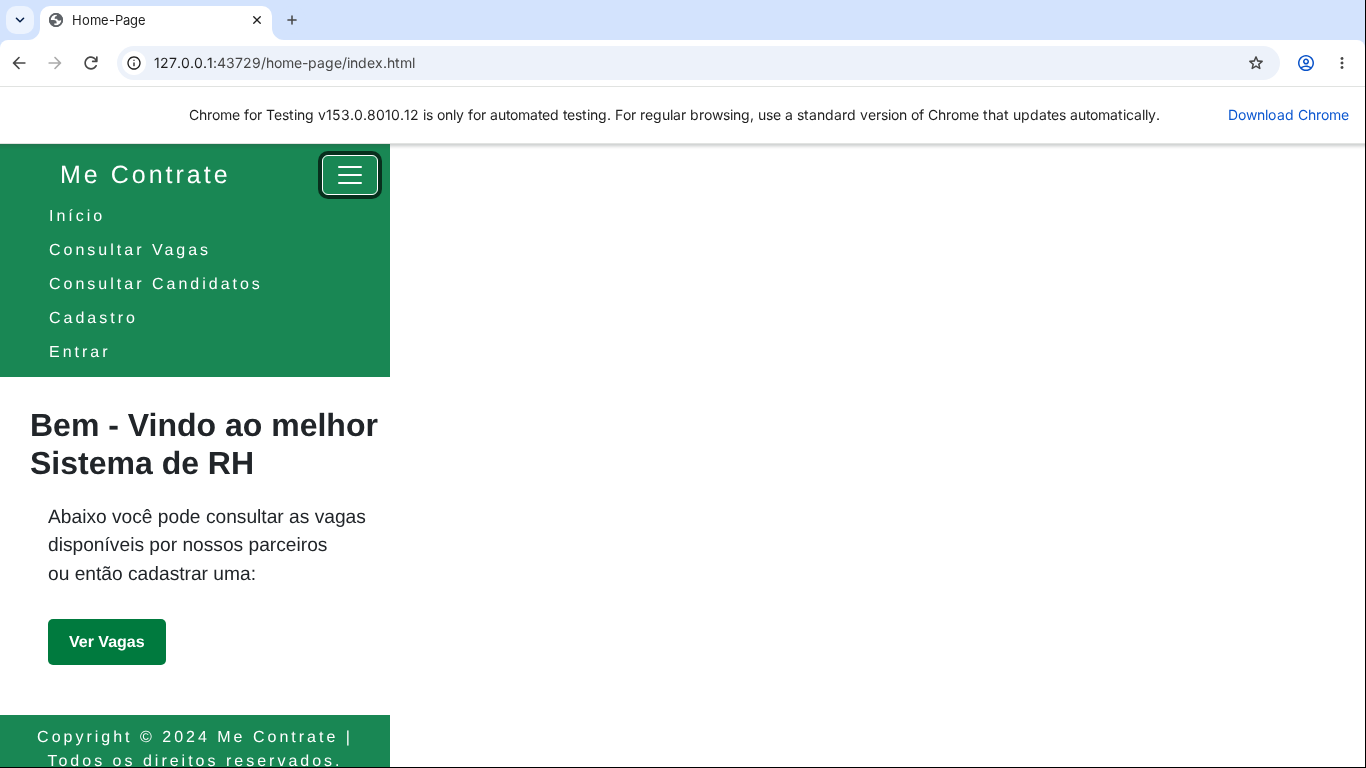 Home-Page
127.0.0.1:43729/home-page/index.html
Chrome for Testing v153.0.8010.12 is only for automated testing. For regular browsing, use a standard version of Chrome that updates automatically.
Download Chrome
Me Contrate
Início
Consultar Vagas
Consultar Candidatos
Cadastro
Entrar
Bem - Vindo ao melhor
Sistema de RH
Abaixo você pode consultar as vagas
disponíveis por nossos parceiros
ou então cadastrar uma:
Ver Vagas
Copyright © 2024 Me Contrate |
Todos os direitos reservados.